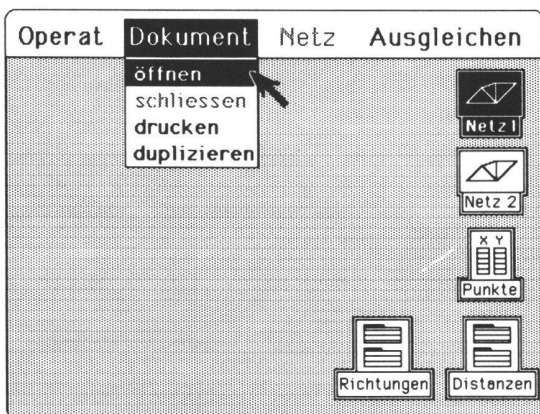 Operat Dokument Netz Ausgleichen
öffnen
schliessen
drucken
duplizieren
Netz 1
Netz 2
X Y
Punkte
Richtungen Distanzen